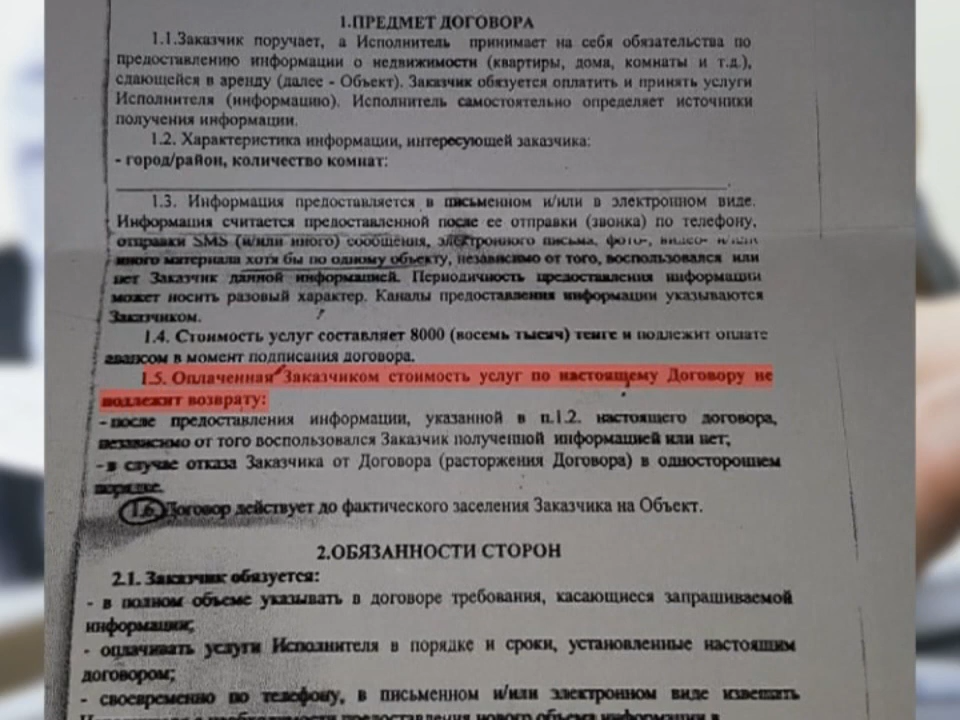 1.ПРЕДМЕТ ДОГОВОРА
1.1.Заказчик поручает, а Исполнитель принимает на себя обязательства по
предоставлению информации о недвижимости (квартиры, дома, комнаты и т.д.),
сдающейся в аренду (далее - Объект). Заказчик обязуется оплатить и принять услуги
Исполнителя (информацию). Исполнитель самостоятельно определяет источники
получения информации.
1.2. Характеристика информации, интересующей заказчика:
- город/район, количество комнат:
1.3. Информация предоставляется в письменном и/или в электронном виде.
Информация считается предоставленной после ее отправки (звонка) по телефону,
отправки SMS (и/или иного) сообщения, электронного письма, фото-, видео- и/или
иного материала хотя бы по одному объекту, независимо от того, воспользовался или
нет Заказчик данной информацией. Периодичность предоставления информации
может носить разовый характер. Каналы предоставления информации указываются
Заказчиком.
1.4. Стоимость услуг составляет 8000 (восемь тысяч) тенге и подлежит оплате
авансом в момент подписания договора.
1.5. Оплаченная Заказчиком стоимость услуг по настоящему Договору не
подлежит возврату:
- после предоставления информации, указанной в п.1.2. настоящего договора,
независимо от того воспользовался Заказчик полученной информацией или нет;
- в случае отказа Заказчика от Договора (расторжения Договора) в одностороннем
порядке.
1.6. Договор действует до фактического заселения Заказчика на Объект.
2.ОБЯЗАННОСТИ СТОРОН
2.1. Заказчик обязуется:
- в полном объеме указывать в договоре требования, касающиеся запрашиваемой
информации;
- оплачивать услуги Исполнителя в порядке и сроки, установленные настоящим
договором;
- своевременно по телефону, в письменном и/или электронном виде извещать
предоставления нового объема информации в